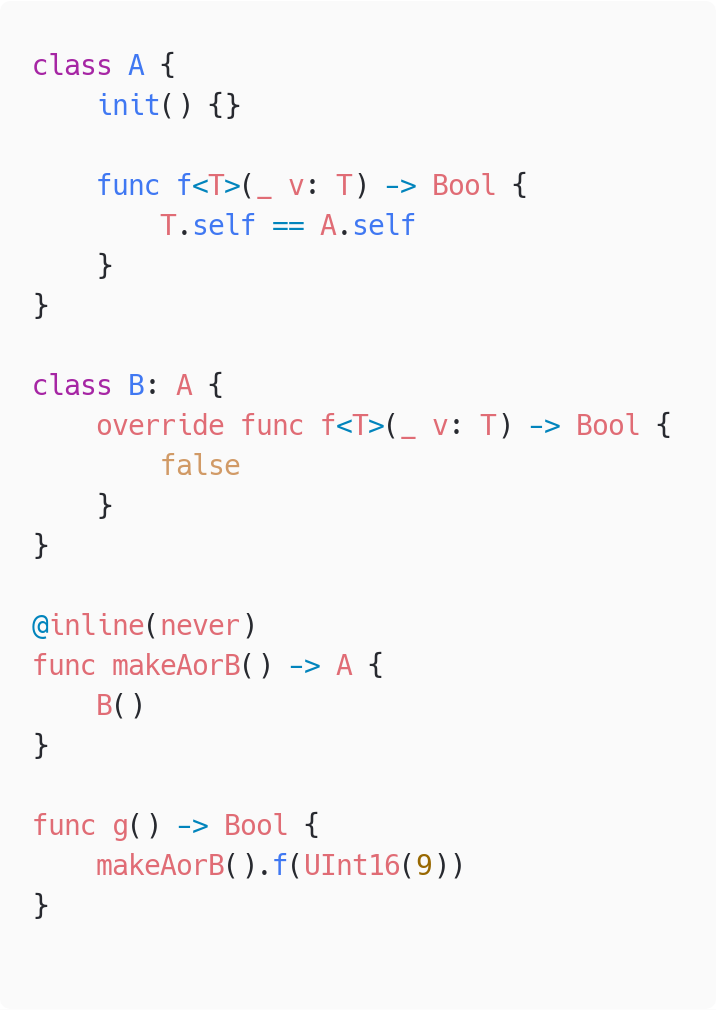 class A {
    init() {}

    func f<T>(_ v: T) -> Bool {
        T.self == A.self
    }
}

class B: A {
    override func f<T>(_ v: T) -> Bool {
        false
    }
}

@inline(never)
func makeAorB() -> A {
    B()
}

func g() -> Bool {
    makeAorB().f(UInt16(9))
}